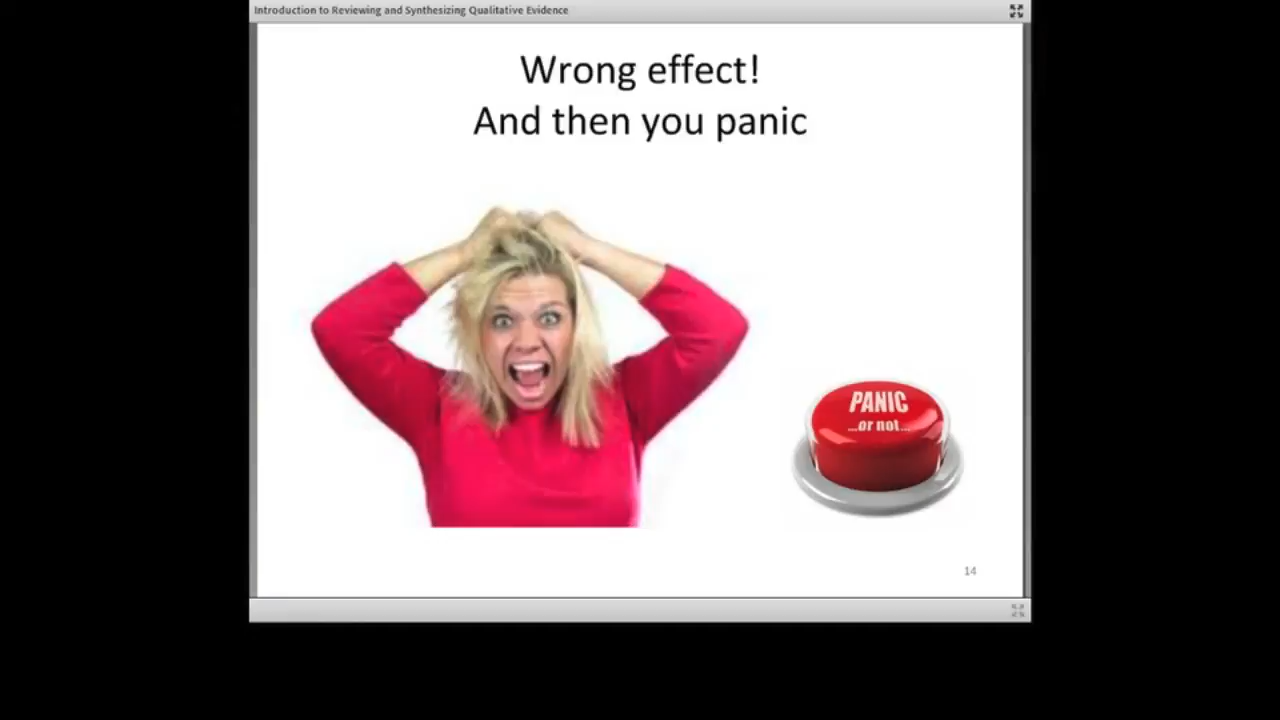 Introduction to Reviewing and Synthesizing Qualitative Evidence
Wrong effect!
And then you panic
PANIC
...or not...
14